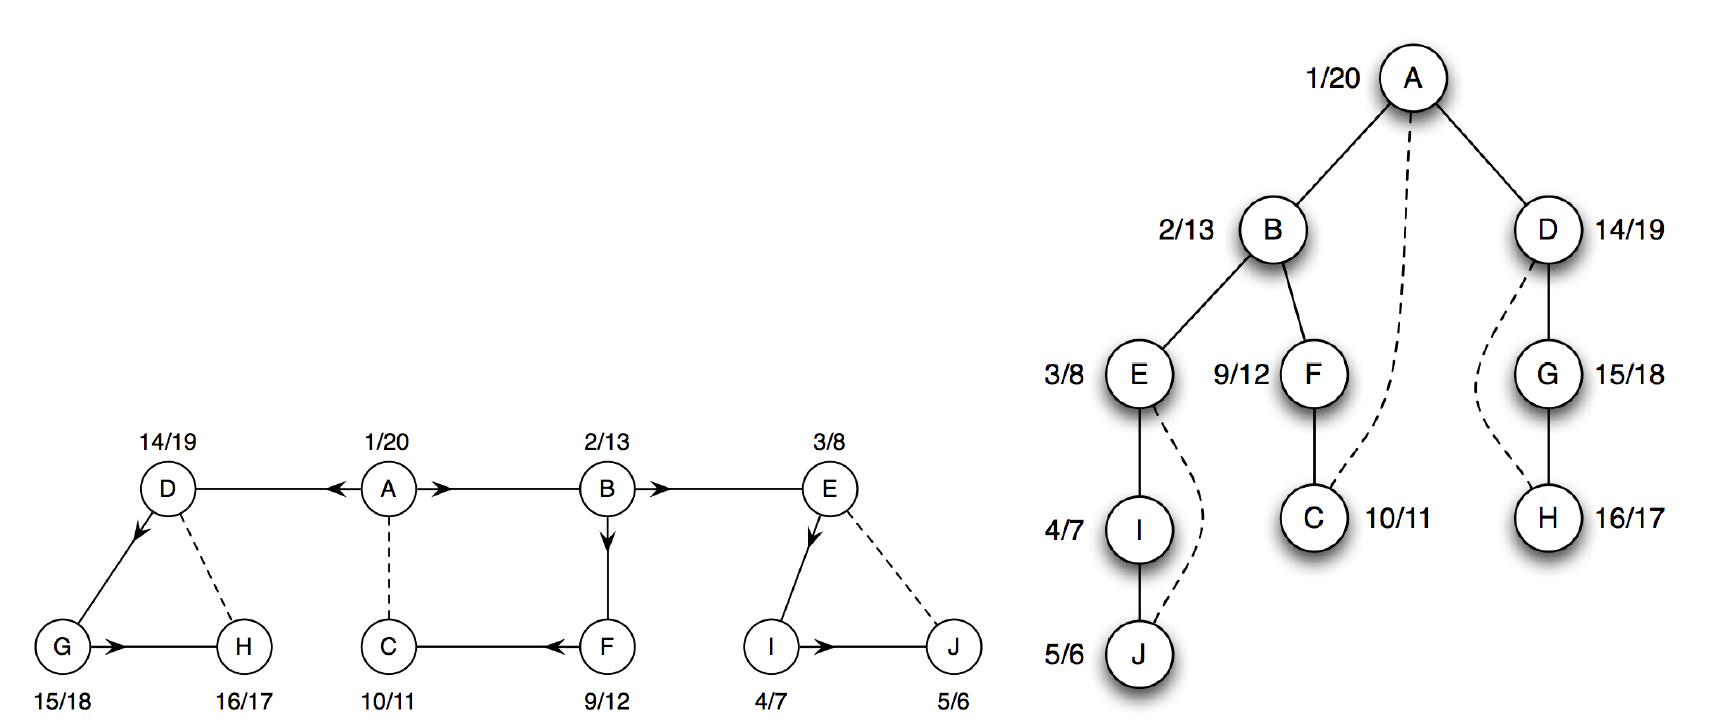 14/19 1/20 2/13 3/8
D A B E
G H C F I J
15/18 16/17 10/11 9/12 4/7 5/6
1/20 A
2/13 B D 14/19
3/8 E 9/12 F G 15/18
4/7 I C 10/11 H 16/17
5/6 J